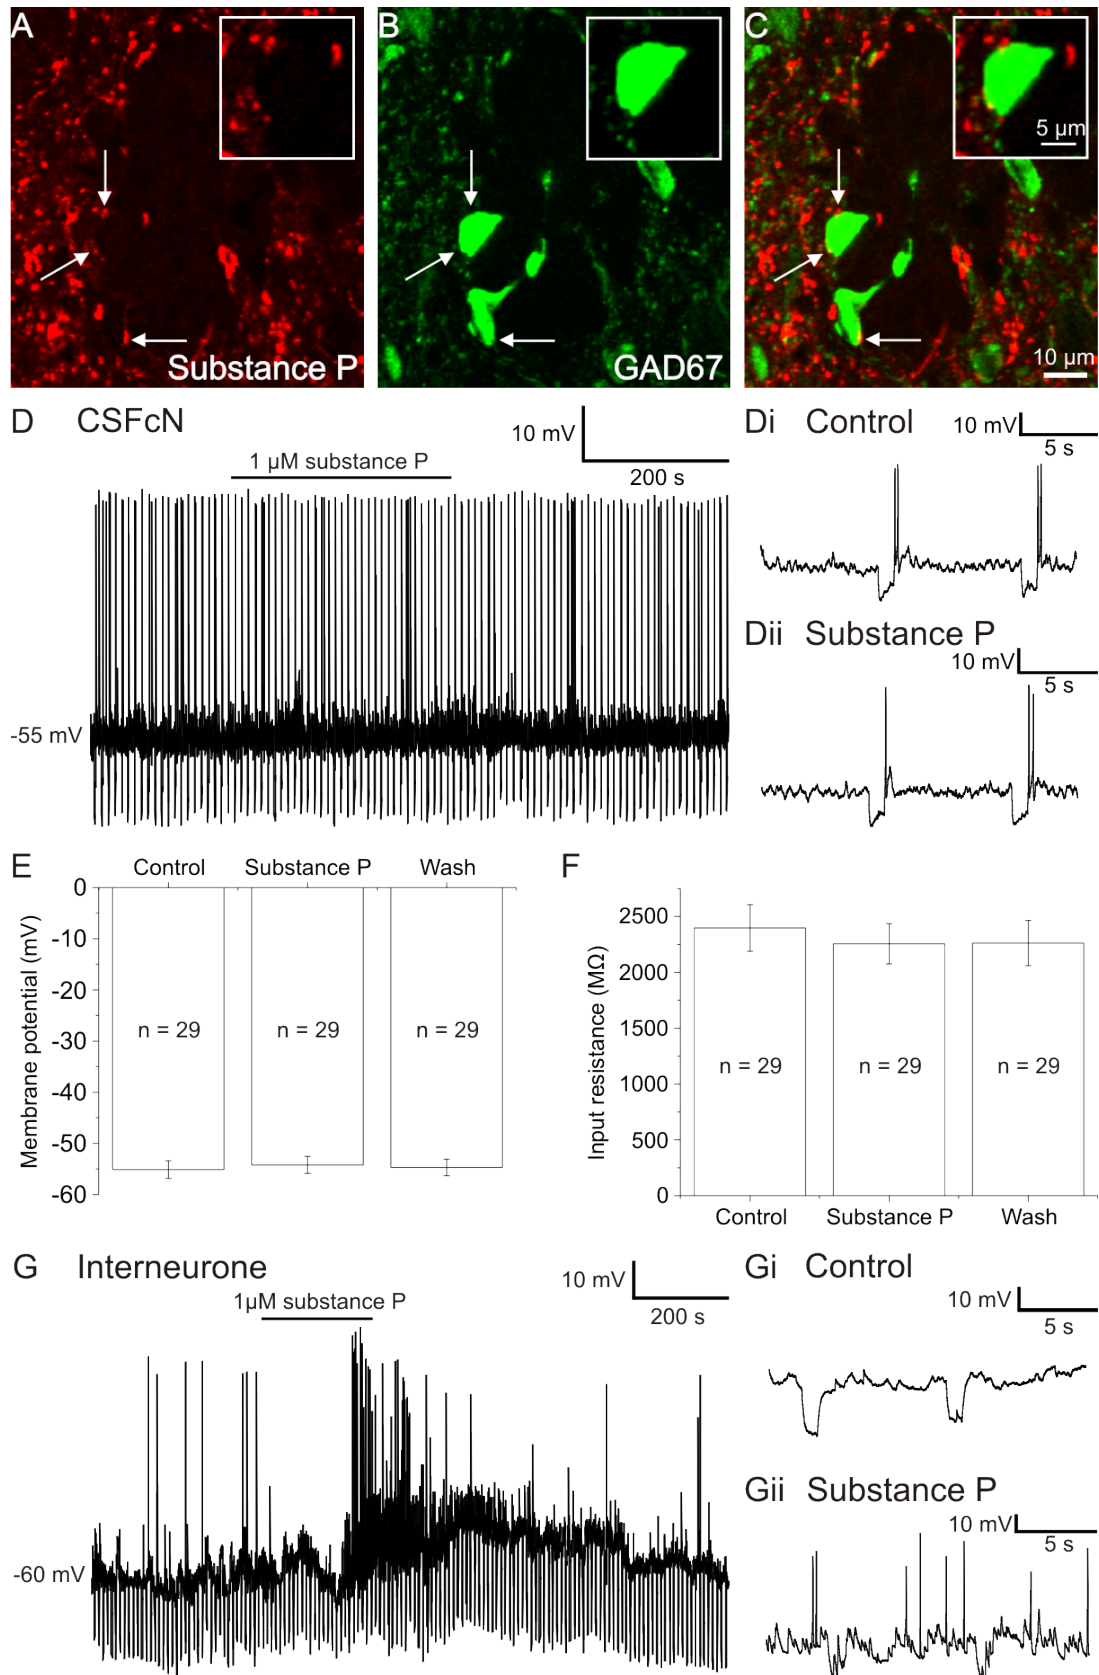 A
B
C
5 µm
Substance P
GAD67
10 µm
D CSFcN
10 mV
200 s
1 µM substance P
-55 mV
Di Control
10 mV
5 s
Dii Substance P
10 mV
5 s
E
Control Substance P Wash
Membrane potential (mV)
0
-10
-20
-30
-40
-50
-60
n = 29 n = 29 n = 29
F
Input resistance (MΩ)
2500
2000
1500
1000
500
0
n = 29 n = 29 n = 29
Control Substance P Wash
G Interneurone
10 mV
200 s
1µM substance P
-60 mV
Gi Control
10 mV
5 s
Gii Substance P
10 mV
5 s